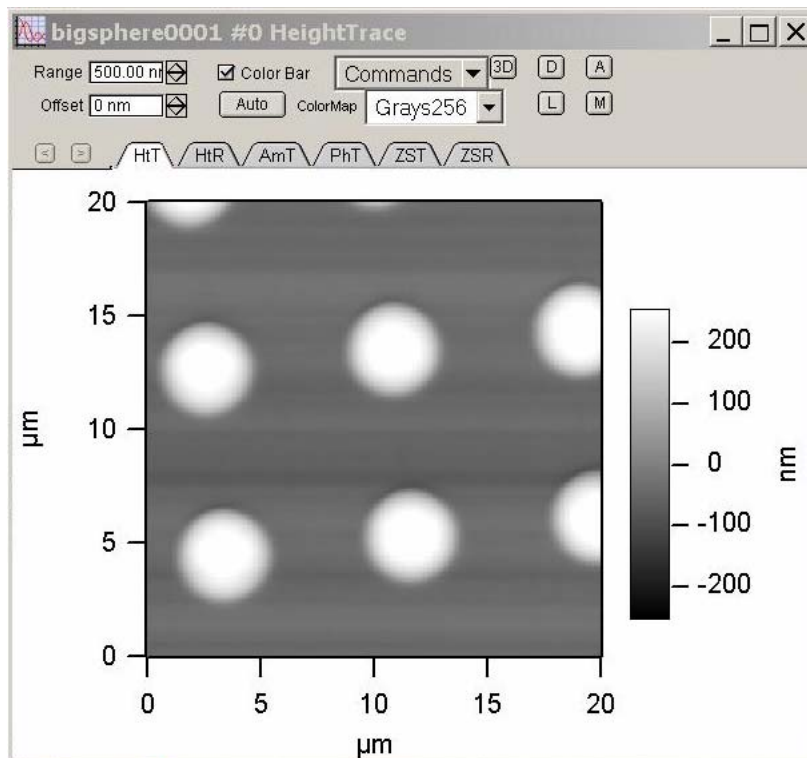 bigsphere0001 #0 HeightTrace
Range 500.00 nr Color Bar Commands 3D D A
Offset 0 nm Auto ColorMap Grays256 L M
< > HtT HtR AmT PhT ZST ZSR
20
15
10
5
0
µm
0 5 10 15 20
µm
200
100
0
-100
-200
nm